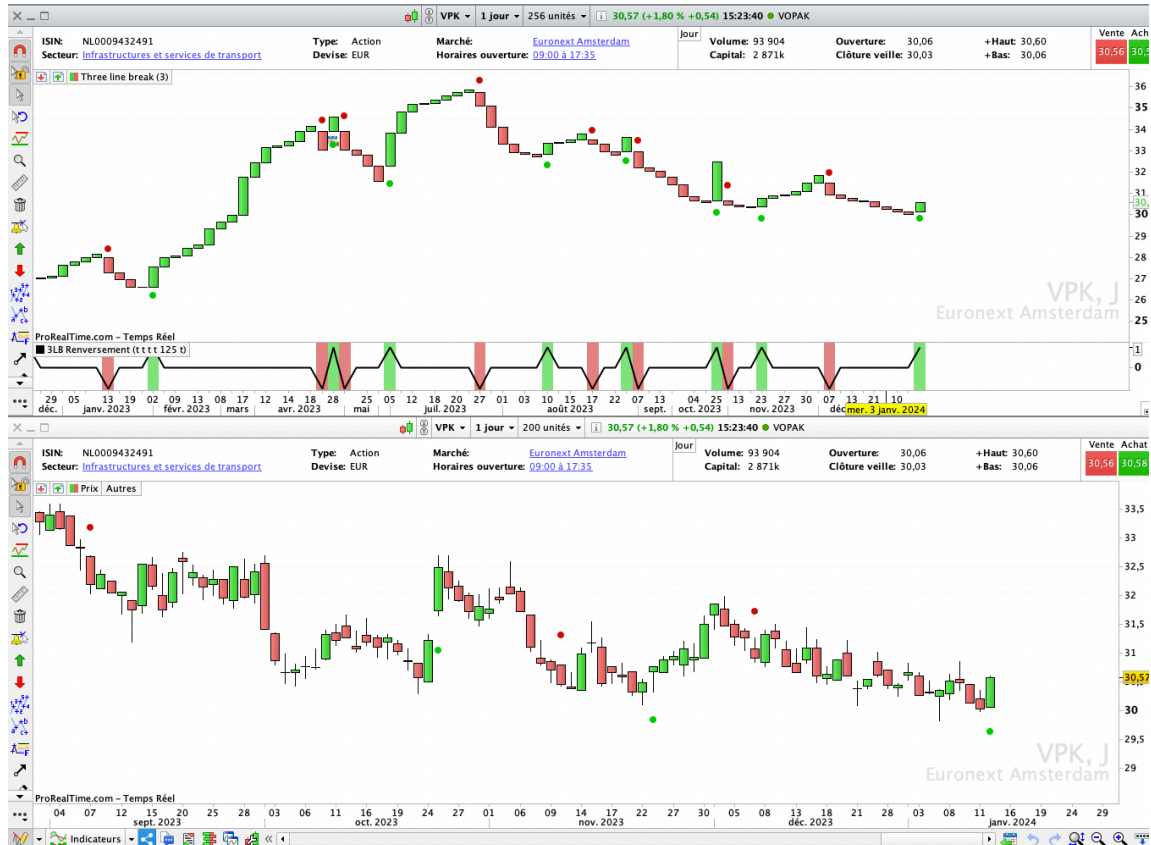 VPK 1 jour 256 unités 30,57 (+1,80 % +0,54) 15:23:40 VOPAK
ISIN: NL0009432491 Type: Action Marché: Euronext Amsterdam Jour Volume: 93 904 Ouverture: 30,06 +Haut: 30,60 Vente
Secteur: Infrastructures et services de transport Devise: EUR Horaires ouverture: 09:00 à 17:35 Capital: 2 871k Clôture veille: 30,03 +Bas: 30,06 30,56
Three line break (3)
36
35
34
33
32
31
30
29
28
27
26
25
VPK, J
Euronext Amsterdam
ProRealTime.com - Temps Réel
3LB Renversement (t t t t 125 t)
1
0
29 05 13 02 13 08 17 12 18 28 05 12 18 20 27 01 03 10 17 22 07 13 18 04 25 13 23 27 30 07 13 21 10
déc. janv. 2023 févr. 2023 mars avr. 2023 mai juil. 2023 août 2023 sept. oct. 2023 nov. 2023 mer. 3 janv. 2024
VPK 1 jour 200 unités 30,57 (+1,80 % +0,54) 15:23:40 VOPAK
ISIN: NL0009432491 Type: Action Marché: Euronext Amsterdam Jour Volume: 93 904 Ouverture: 30,06 +Haut: 30,60 Vente Achat
Secteur: Infrastructures et services de transport Devise: EUR Horaires ouverture: 09:00 à 17:35 Capital: 2 871k Clôture veille: 30,03 +Bas: 30,06 30,56 30,58
Prix Autres
33,5
33
32,5
32
31,5
31
30,57
30
29,5
29
VPK, J
Euronext Amsterdam
ProRealTime.com - Temps Réel
04 07 12 15 20 25 28 03 06 11 16 19 24 27 01 06 09 14 17 22 27 30 05 08 13 18 21 28 03 08 11 16 19 24 29
sept. 2023 oct. 2023 nov. 2023 déc. 2023 janv. 2024
Indicateurs